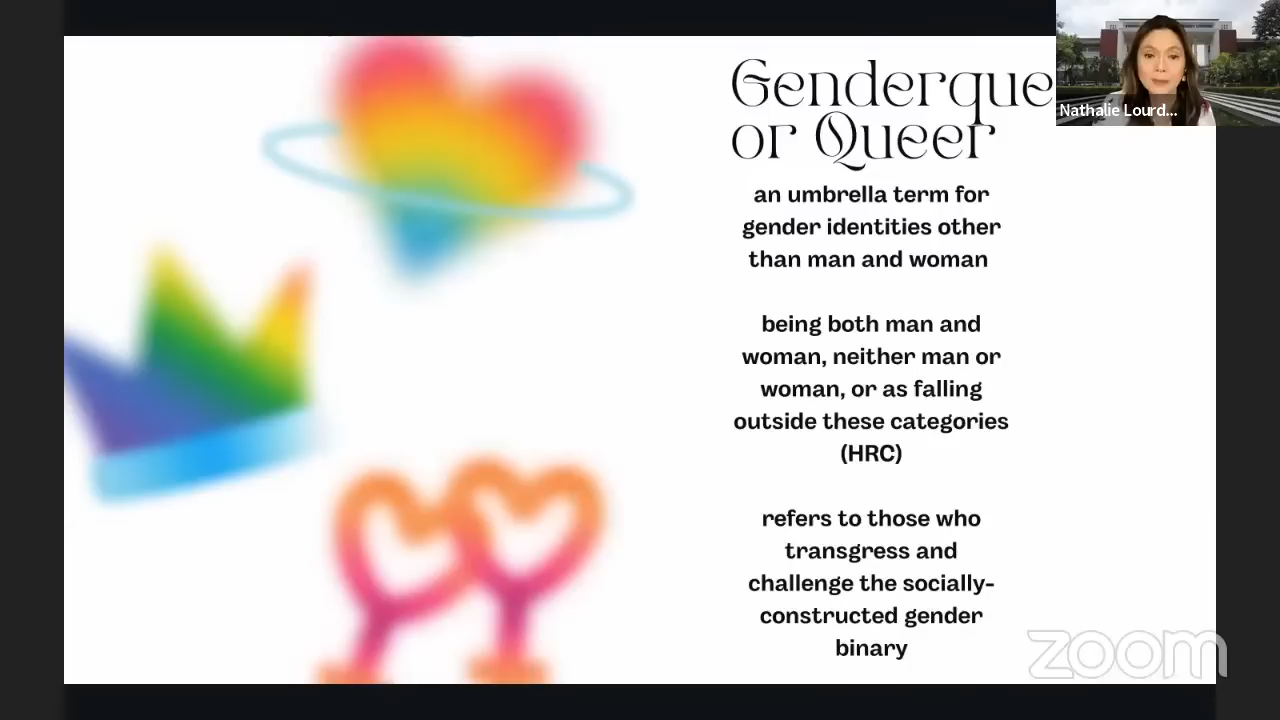 Genderque
or Queer
an umbrella term for
gender identities other
than man and woman
being both man and
woman, neither man or
woman, or as falling
outside these categories
(HRC)
refers to those who
transgress and
challenge the socially-
constructed gender
binary
Nathalie Lourd...
zoom